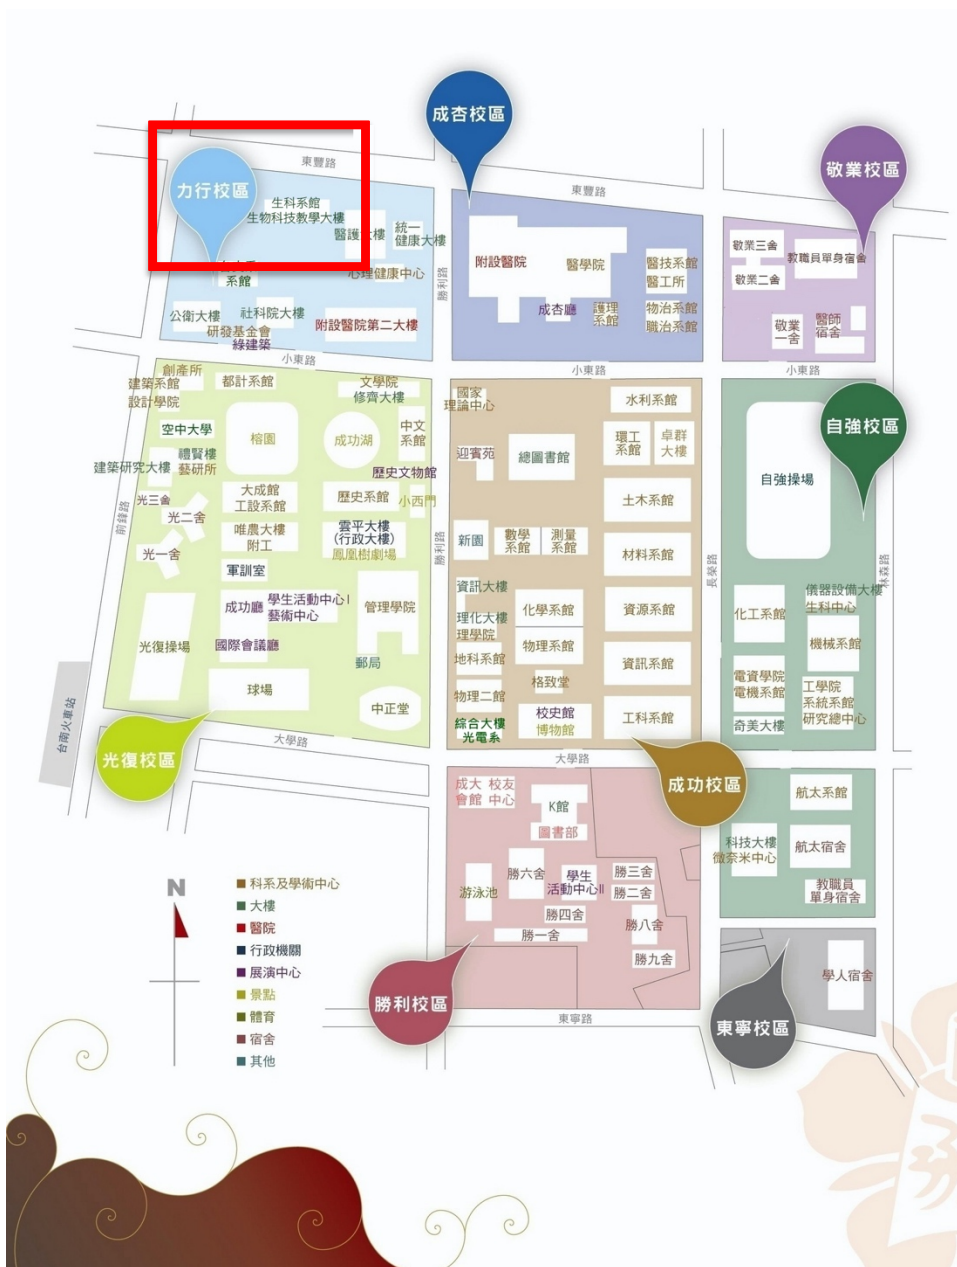 成杏校區
東豐路
力行校區
東豐路
敬業校區
生科系館
生物科技教學大樓
醫護大樓
統一
健康大樓
心理健康中心
系館
公衛大樓
社科院大樓
研發基金會
綠建築
附設醫院第二大樓
勝利路
附設醫院
醫學院
醫技系館
醫工所
成杏廳
護理
系館
物治系館
職治系館
敬業三舍
教職員單身宿舍
敬業二舍
敬業
一舍
醫師
宿舍
小東路
小東路
小東路
創產所
建築系館
設計學院
都計系館
文學院
修齊大樓
空中大學
榕園
成功湖
中文
系館
禮賢樓
建築研究大樓
藝研所
歷史文物館
光三舍
大成館
工設系館
歷史系館
小西門
光二舍
唯農大樓
附工
雲平大樓
(行政大樓)
鳳凰樹劇場
光一舍
軍訓室
前鋒路
勝利路
成功廳
學生活動中心I
藝術中心
管理學院
光復操場
國際會議廳
郵局
球場
中正堂
台南火車站
光復校區
大學路
國家
理論中心
水利系館
迎賓苑
總圖書館
環工
系館
卓群
大樓
土木系館
新園
數學
系館
測量
系館
材料系館
長榮路
資訊大樓
化學系館
資源系館
理化大樓
理學院
物理系館
地科系館
資訊系館
格致堂
物理二館
校史館
博物館
工科系館
綜合大樓
光電系
大學路
成功校區
自強校區
自強操場
林森路
儀器設備大樓
生科中心
化工系館
機械系館
電資學院
電機系館
工學院
系統系館
研究總中心
奇美大樓
成大
會館
校友
中心
K館
圖書部
游泳池
勝六舍
學生
活動中心II
勝三舍
勝二舍
勝四舍
勝八舍
勝一舍
勝九舍
勝利校區
東寧路
航太系館
科技大樓
微奈米中心
航太宿舍
教職員
單身宿舍
學人宿舍
東寧校區
N
科系及學術中心
大樓
醫院
行政機關
展演中心
景點
體育
宿舍
其他